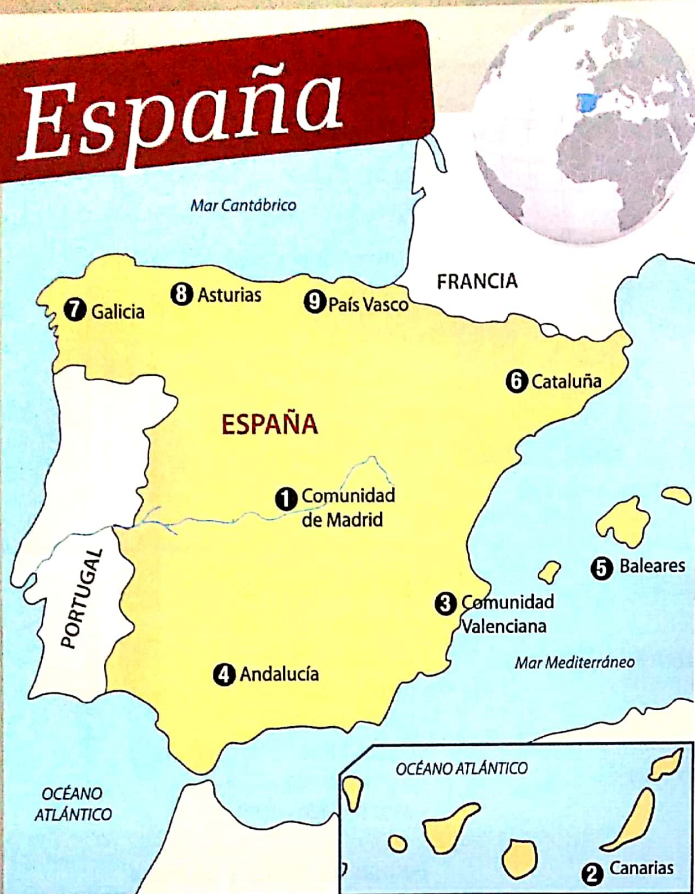 España
Mar Cantábrico
FRANCIA
7 Galicia
8 Asturias
9 País Vasco
6 Cataluña
ESPAÑA
1 Comunidad
de Madrid
5 Baleares
PORTUGAL
3 Comunidad
Valenciana
4 Andalucía
Mar Mediterráneo
OCÉANO
ATLÁNTICO
OCÉANO ATLÁNTICO
2 Canarias